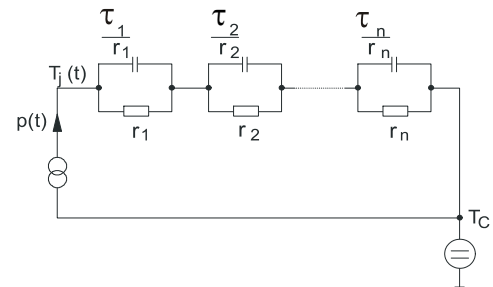 τ1 τ2 τn
r1 r2 rn
Tj (t)
p(t)
r1 r2 rn
TC